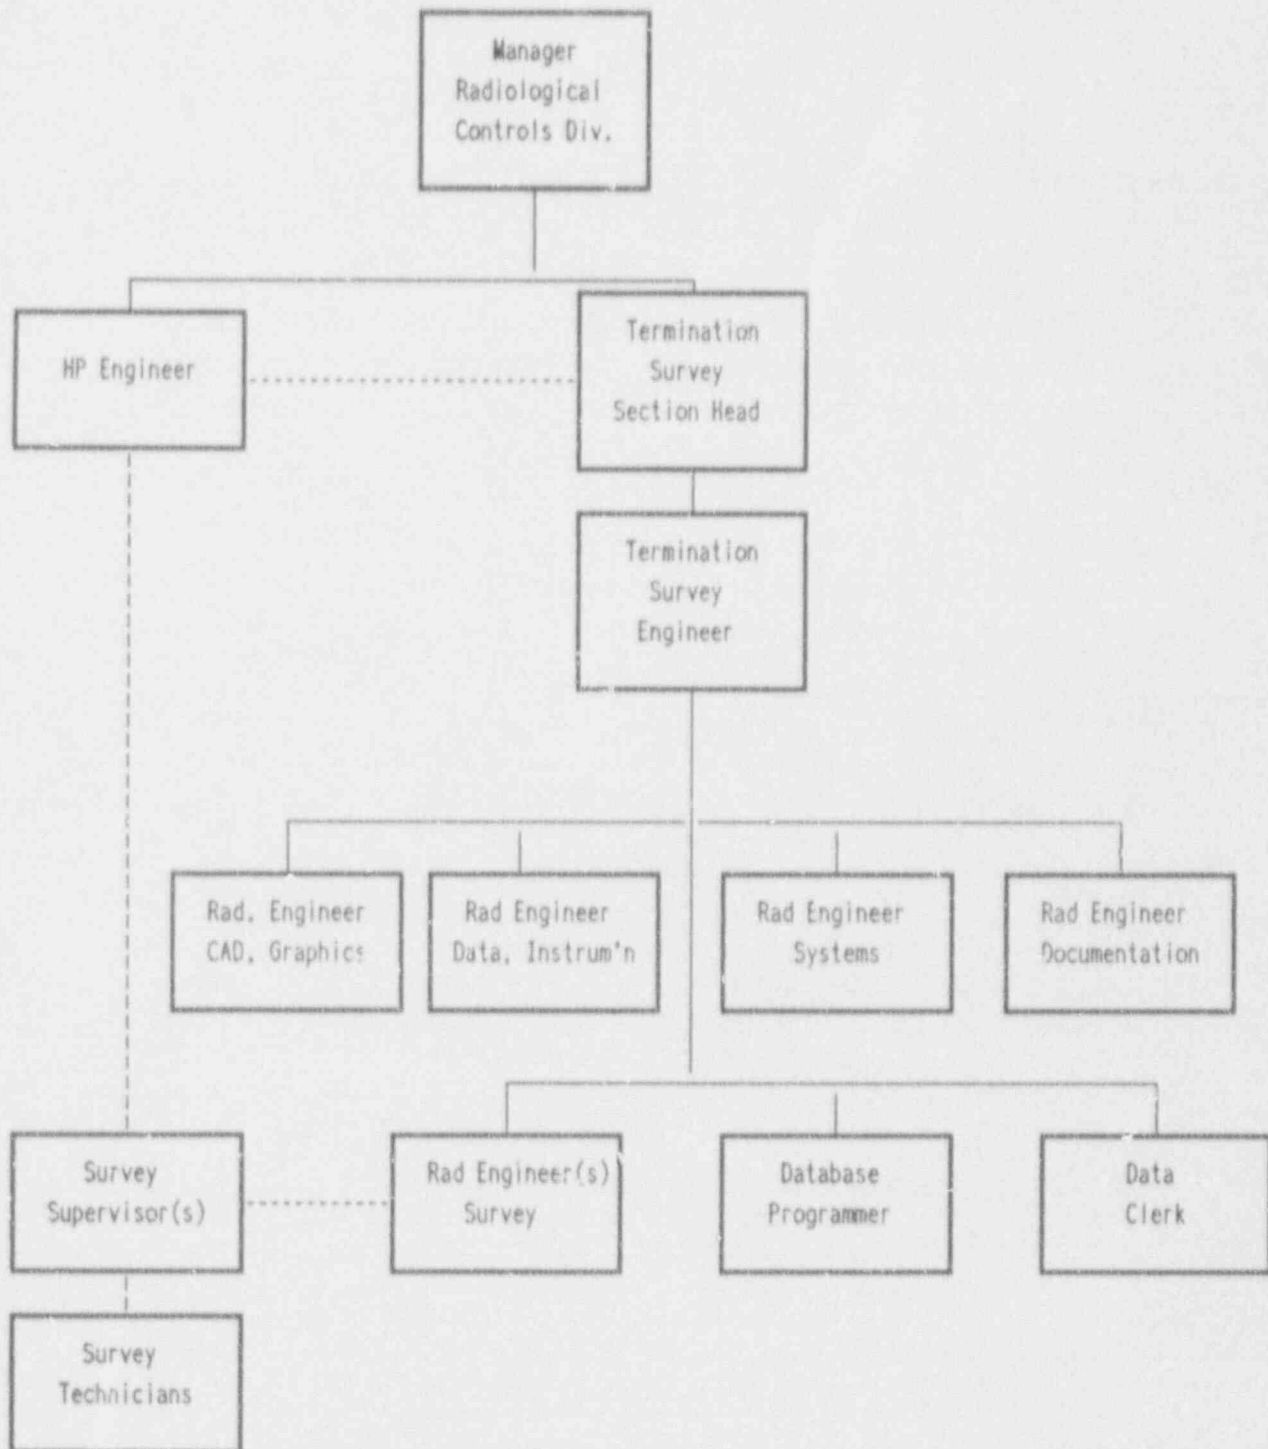 Manager
Radiological
Controls Div.
HP Engineer
Termination
Survey
Section Head
Termination
Survey
Engineer
Rad. Engineer
CAD, Graphics
Rad Engineer
Data, Instrum'n
Rad Engineer
Systems
Rad Engineer
Documentation
Survey
Supervisor(s)
Rad Engineer(s)
Survey
Database
Programmer
Data
Clerk
Survey
Technicians